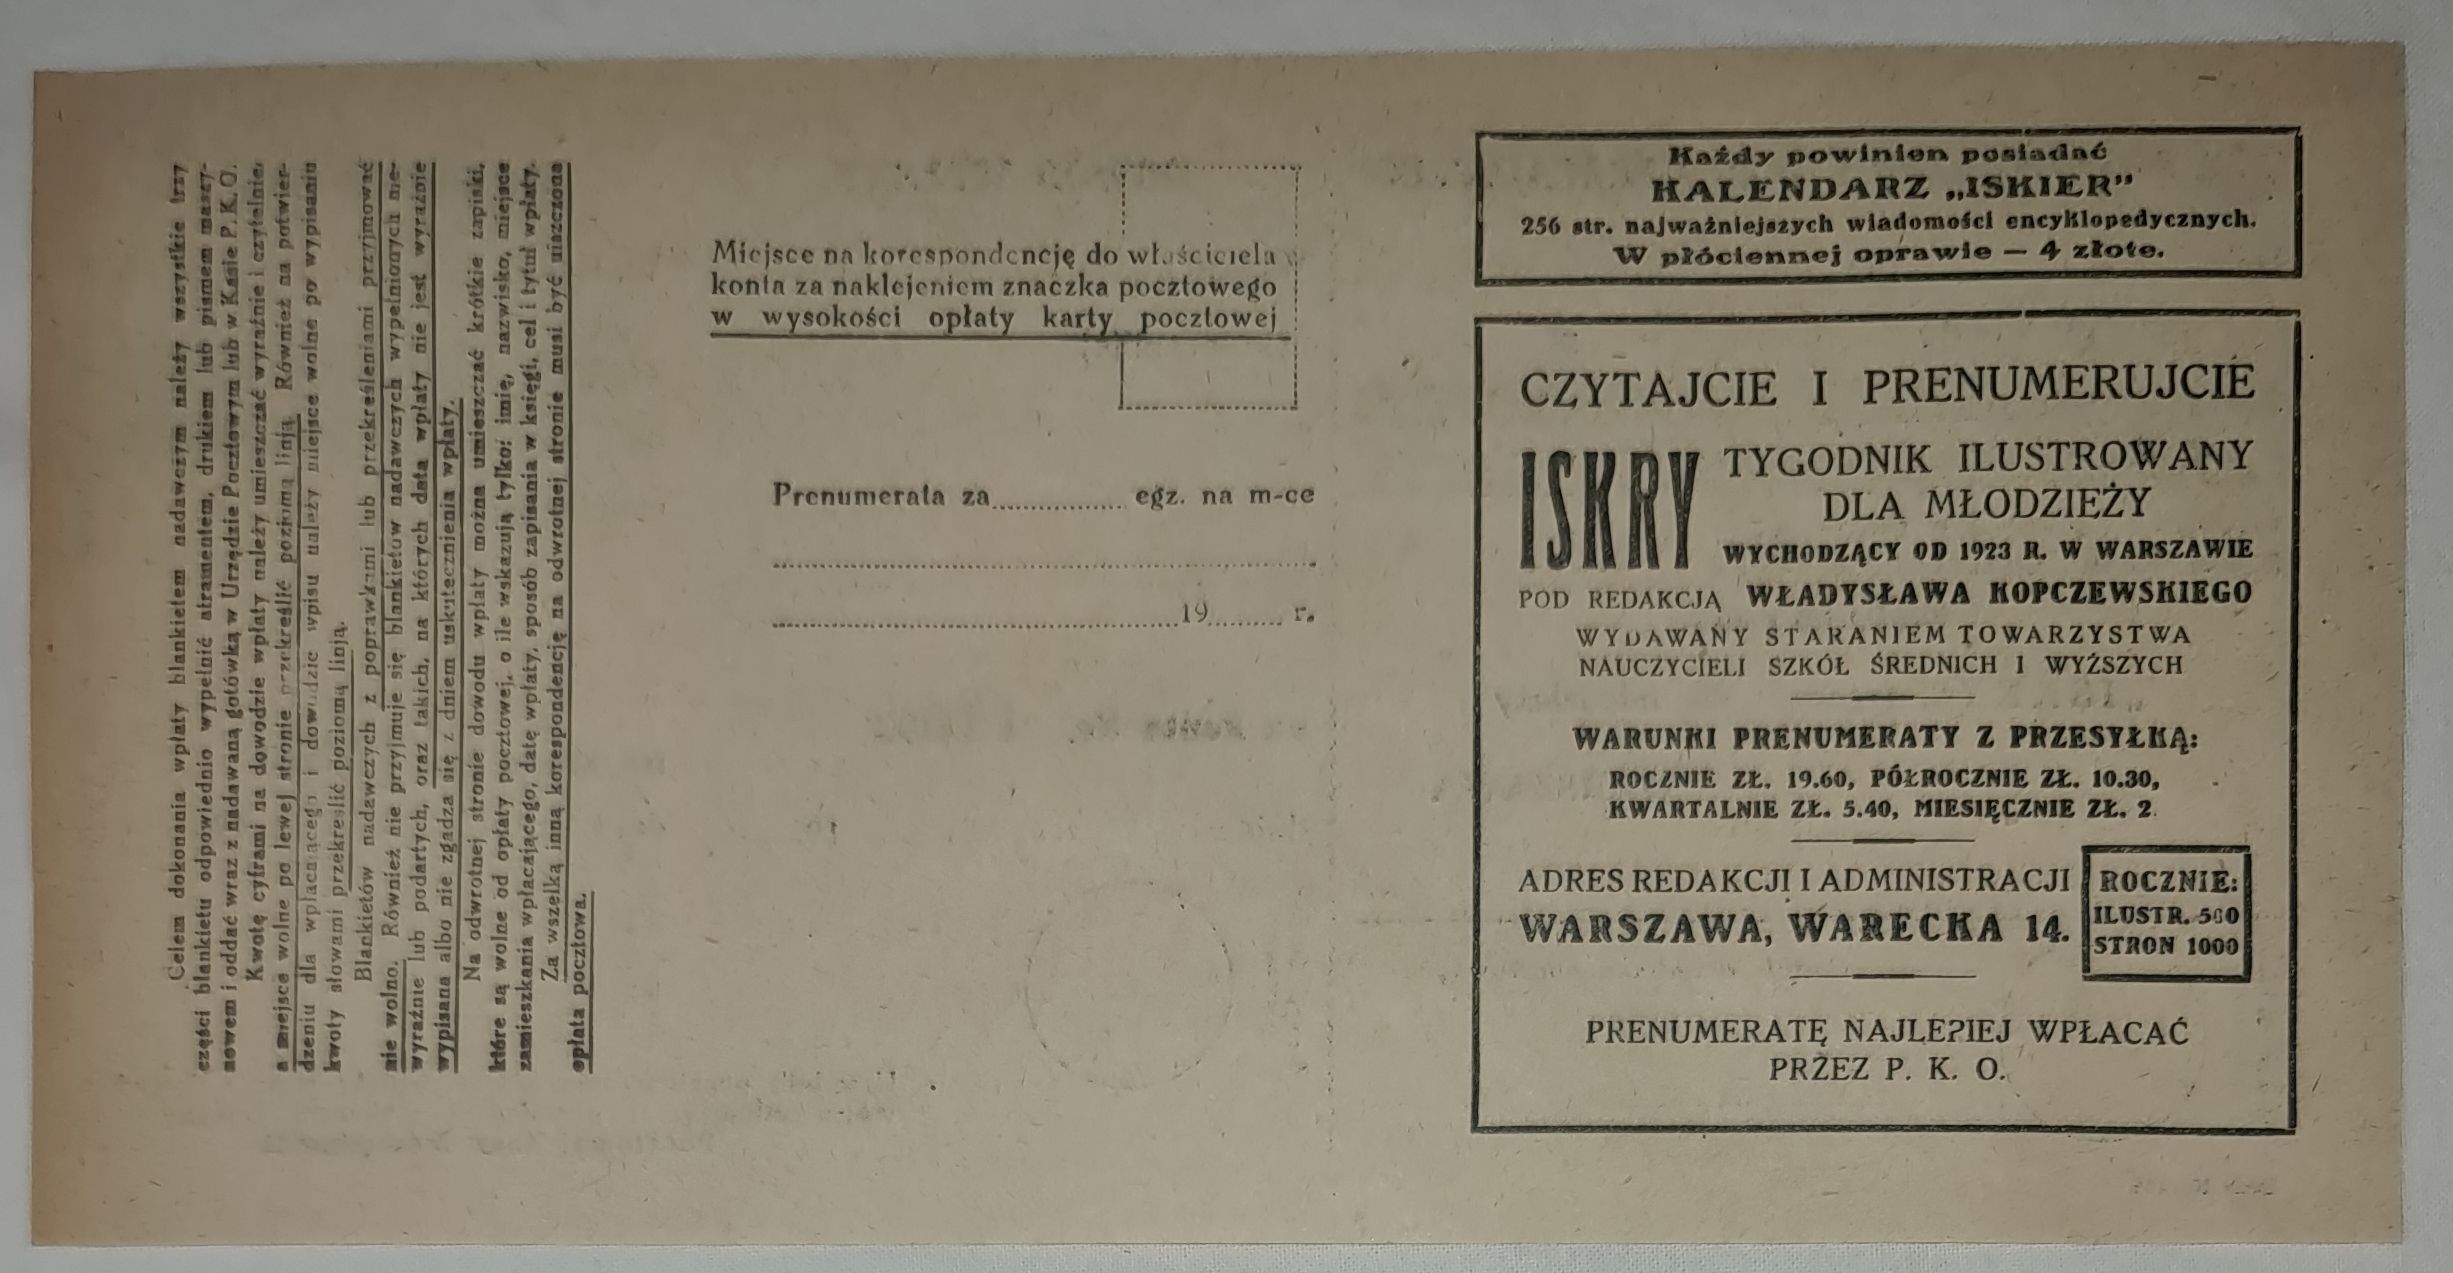 Celem dokonania wpłaty blankietem nadawczym należy wszystkie trzy
części blankietu odpowiednio wypełnić atramentem, drukiem lub pismem maszy-
nowem i oddać wraz z nadawaną gotówką w Urzędzie Pocztowym lub w Kasie P.K.O.
Kwotę cyframi na dowodzie wpłaty należy umieszczać wyraźnie i czytelnie,
a miejsce wolne po lewej stronie przekreślić poziomą linją. Również na potwier-
dzeniu dla wpłacającego i dowodzie wpisu należy miejsce wolne po wypisaniu
kwoty słowami przekreślić poziomą linją.
Blankietów nadawczych z poprawkami lub przekreśleniami przyjmować
nie wolno. Również nie przyjmuje się blankietów nadawczych wypełnionych nie-
wyraźnie lub podartych, oraz takich, na których data wpłaty nie jest wyraźnie
wypisana albo nie zgadza się z dniem uskutecznienia wpłaty.
Na odwrotnej stronie dowodu wpłaty można umieszczać krótkie zapiski,
które są wolne od opłaty pocztowej, o ile wskazują tylko: imię, nazwisko, miejsce
zamieszkania wpłacającego, datę wpłaty, sposób zapisania w księgi, cel i tytuł wpłaty.
Za wszelką inną korespondencję na odwrotnej stronie musi być uiszczona
opłata pocztowa.
Miejsce na korespondencję do właściciela
konta za naklejeniem znaczka pocztowego
w wysokości opłaty karty pocztowej
Prenumerata za................ egz. na m-ce
19......... r.
Każdy powinien posiadać
KALENDARZ „ISKIER”
256 str. najważniejszych wiadomości encyklopedycznych.
W płóciennej oprawie — 4 złote.
CZYTAJCIE I PRENUMERUJCIE
ISKRY TYGODNIK ILUSTROWANY
DLA MŁODZIEŻY
WYCHODZĄCY OD 1923 R. W WARSZAWIE
POD REDAKCJĄ WŁADYSŁAWA KOPCZEWSKIEGO
WYDAWANY STARANIEM TOWARZYSTWA
NAUCZYCIELI SZKÓŁ ŚREDNICH I WYŻSZYCH
WARUNKI PRENUMERATY Z PRZESYŁKĄ:
ROCZNIE ZŁ. 19.60, PÓŁROCZNIE ZŁ. 10.30,
KWARTALNIE ZŁ. 5.40, MIESIĘCZNIE ZŁ. 2
ADRES REDAKCJI I ADMINISTRACJI
WARSZAWA, WARECKA 14.
ROCZNIE:
ILUSTR. 500
STRON 1000
PRENUMERATĘ NAJLEPIEJ WPŁACAĆ
PRZEZ P. K. O.